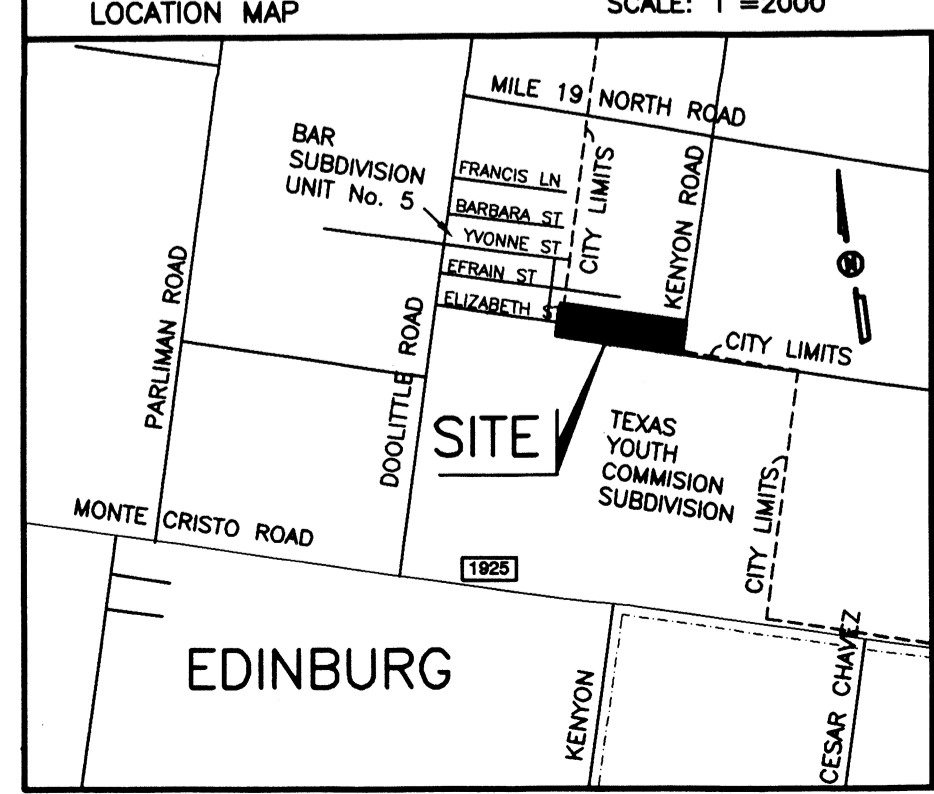 LOCATION MAP
SCALE: 1"=2000'
MILE 19 NORTH ROAD
BAR
SUBDIVISION
UNIT No. 5
FRANCIS LN
BARBARA ST
YVONNE ST
EFRAIN ST
ELIZABETH ST
CITY LIMITS
KENYON ROAD
N
PARLIMAN ROAD
DOOLITTLE ROAD
CITY LIMITS
SITE
TEXAS
YOUTH
COMMISION
SUBDIVISION
CITY LIMITS
MONTE CRISTO ROAD
1925
EDINBURG
KENYON
CESAR CHAVEZ